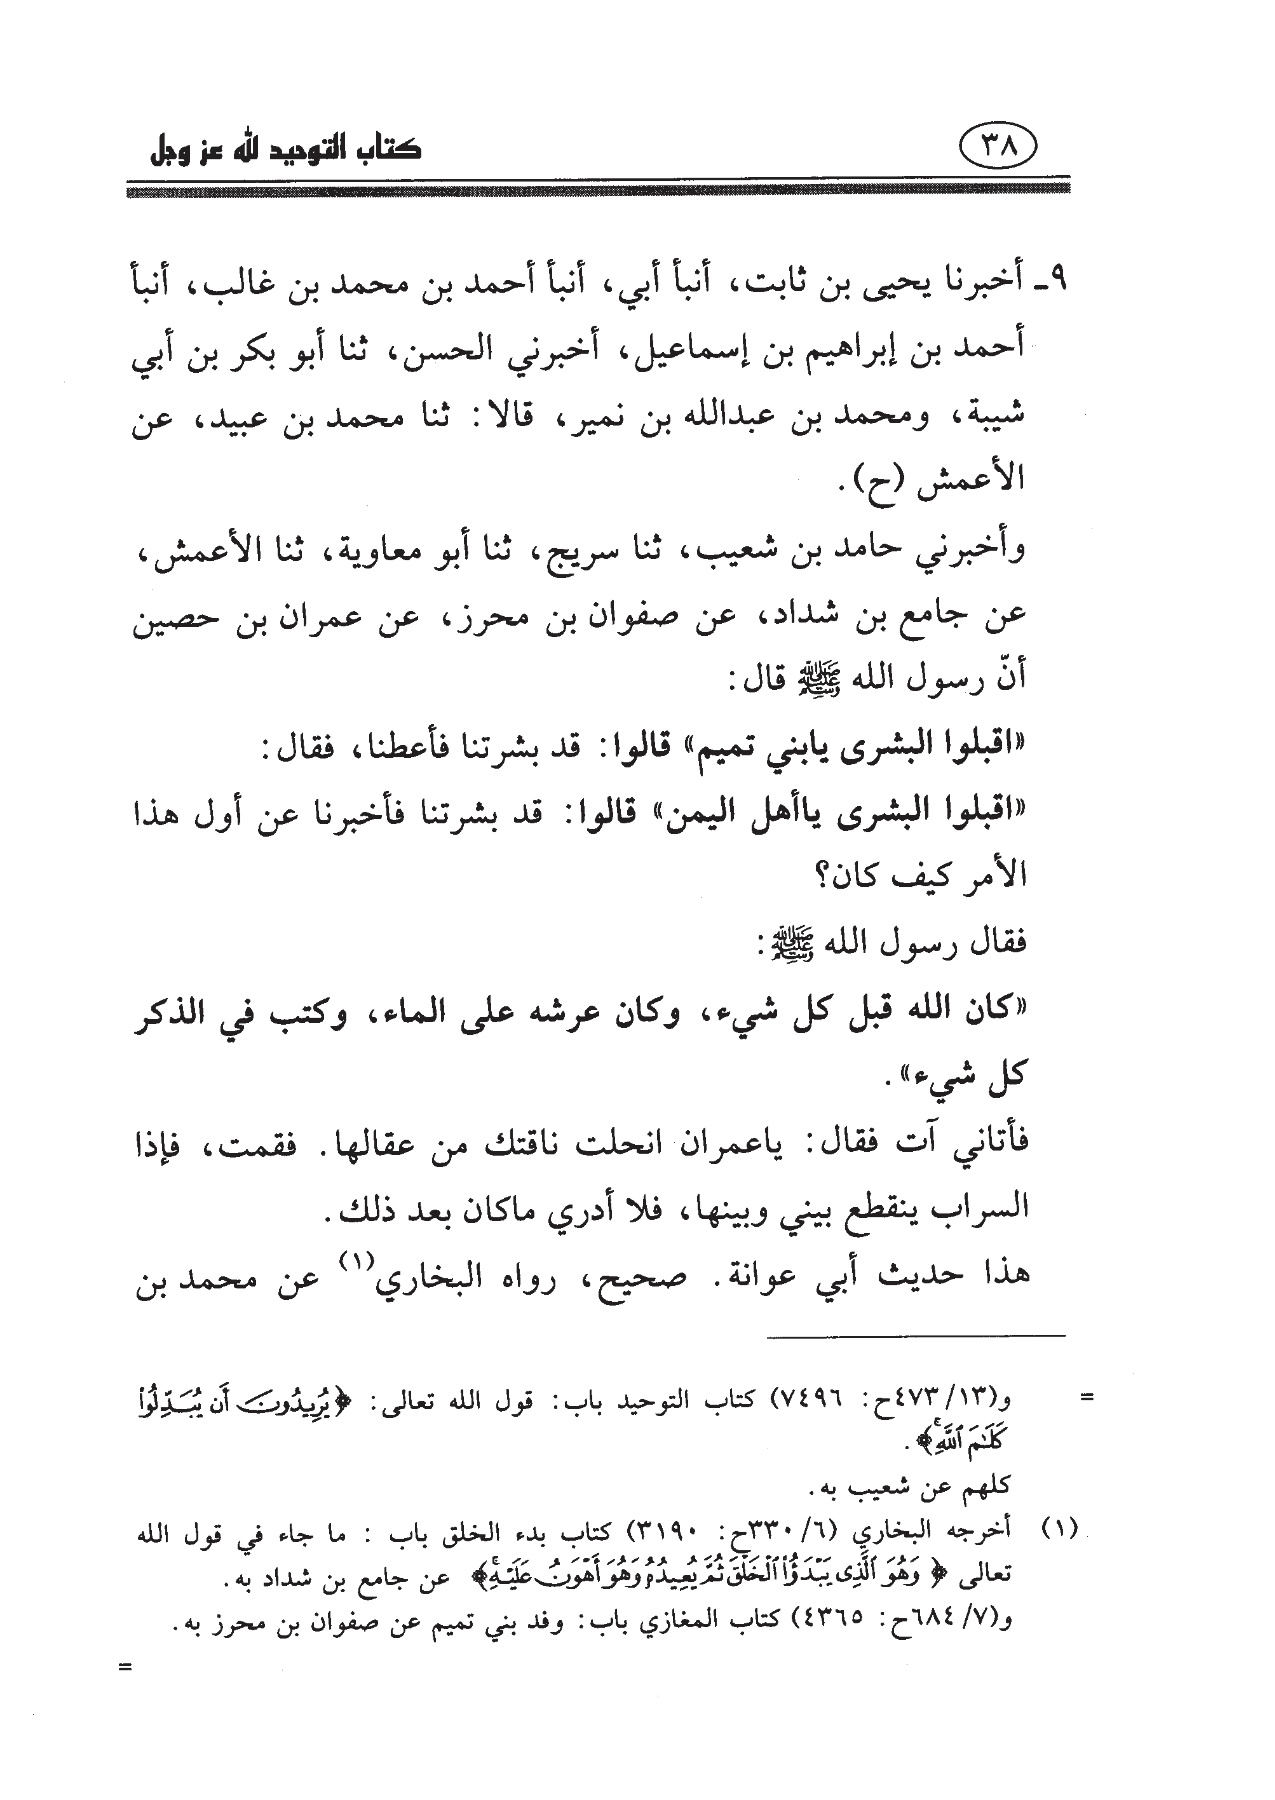 ٣٨
كتاب التوحيد لله عز وجل
٩ـ أخبرنا يحيى بن ثابت، أنبأ أبي، أنبأ أحمد بن محمد بن غالب، أنبأ
أحمد بن إبراهيم بن إسماعيل، أخبرني الحسن، ثنا أبو بكر بن أبي
شيبة، ومحمد بن عبدالله بن نمير، قالا: ثنا محمد بن عبيد، عن
الأعمش (ح).
وأخبرني حامد بن شعيب، ثنا سريج، ثنا أبو معاوية، ثنا الأعمش،
عن جامع بن شداد، عن صفوان بن محرز، عن عمران بن حصين
أنّ رسول الله ﷺ قال:
«اقبلوا البشرى يابني تميم» قالوا: قد بشرتنا فأعطنا، فقال:
«اقبلوا البشرى ياأهل اليمن» قالوا: قد بشرتنا فأخبرنا عن أول هذا
الأمر كيف كان؟
فقال رسول الله ﷺ:
«كان الله قبل كل شيء، وكان عرشه على الماء، وكتب في الذكر
كل شيء».
فأتاني آت فقال: ياعمران انحلت ناقتك من عقالها. فقمت، فإذا
السراب ينقطع بيني وبينها، فلا أدري ماكان بعد ذلك.
هذا حديث أبي عوانة. صحيح، رواه البخاري(١) عن محمد بن
= و(١٣/ ٤٧٣ح: ٧٤٩٦) كتاب التوحيد باب: قول الله تعالى: ﴿يُرِيدُونَ أَن يُبَدِّلُوا۟
كَلَٰمَ ٱللَّهِ ۚ﴾.
كلهم عن شعيب به.
(١) أخرجه البخاري (٦/ ٣٣٠ح: ٣١٩٠) كتاب بدء الخلق باب : ما جاء في قول الله
تعالى ﴿وَهُوَ ٱلَّذِى يَبْدَؤُا۟ ٱلْخَلْقَ ثُمَّ يُعِيدُهُۥ وَهُوَ أَهْوَنُ عَلَيْهِ ۚ﴾ عن جامع بن شداد به.
و(٧/ ٦٨٤ح: ٤٣٦٥) كتاب المغازي باب: وفد بني تميم عن صفوان بن محرز به.
=